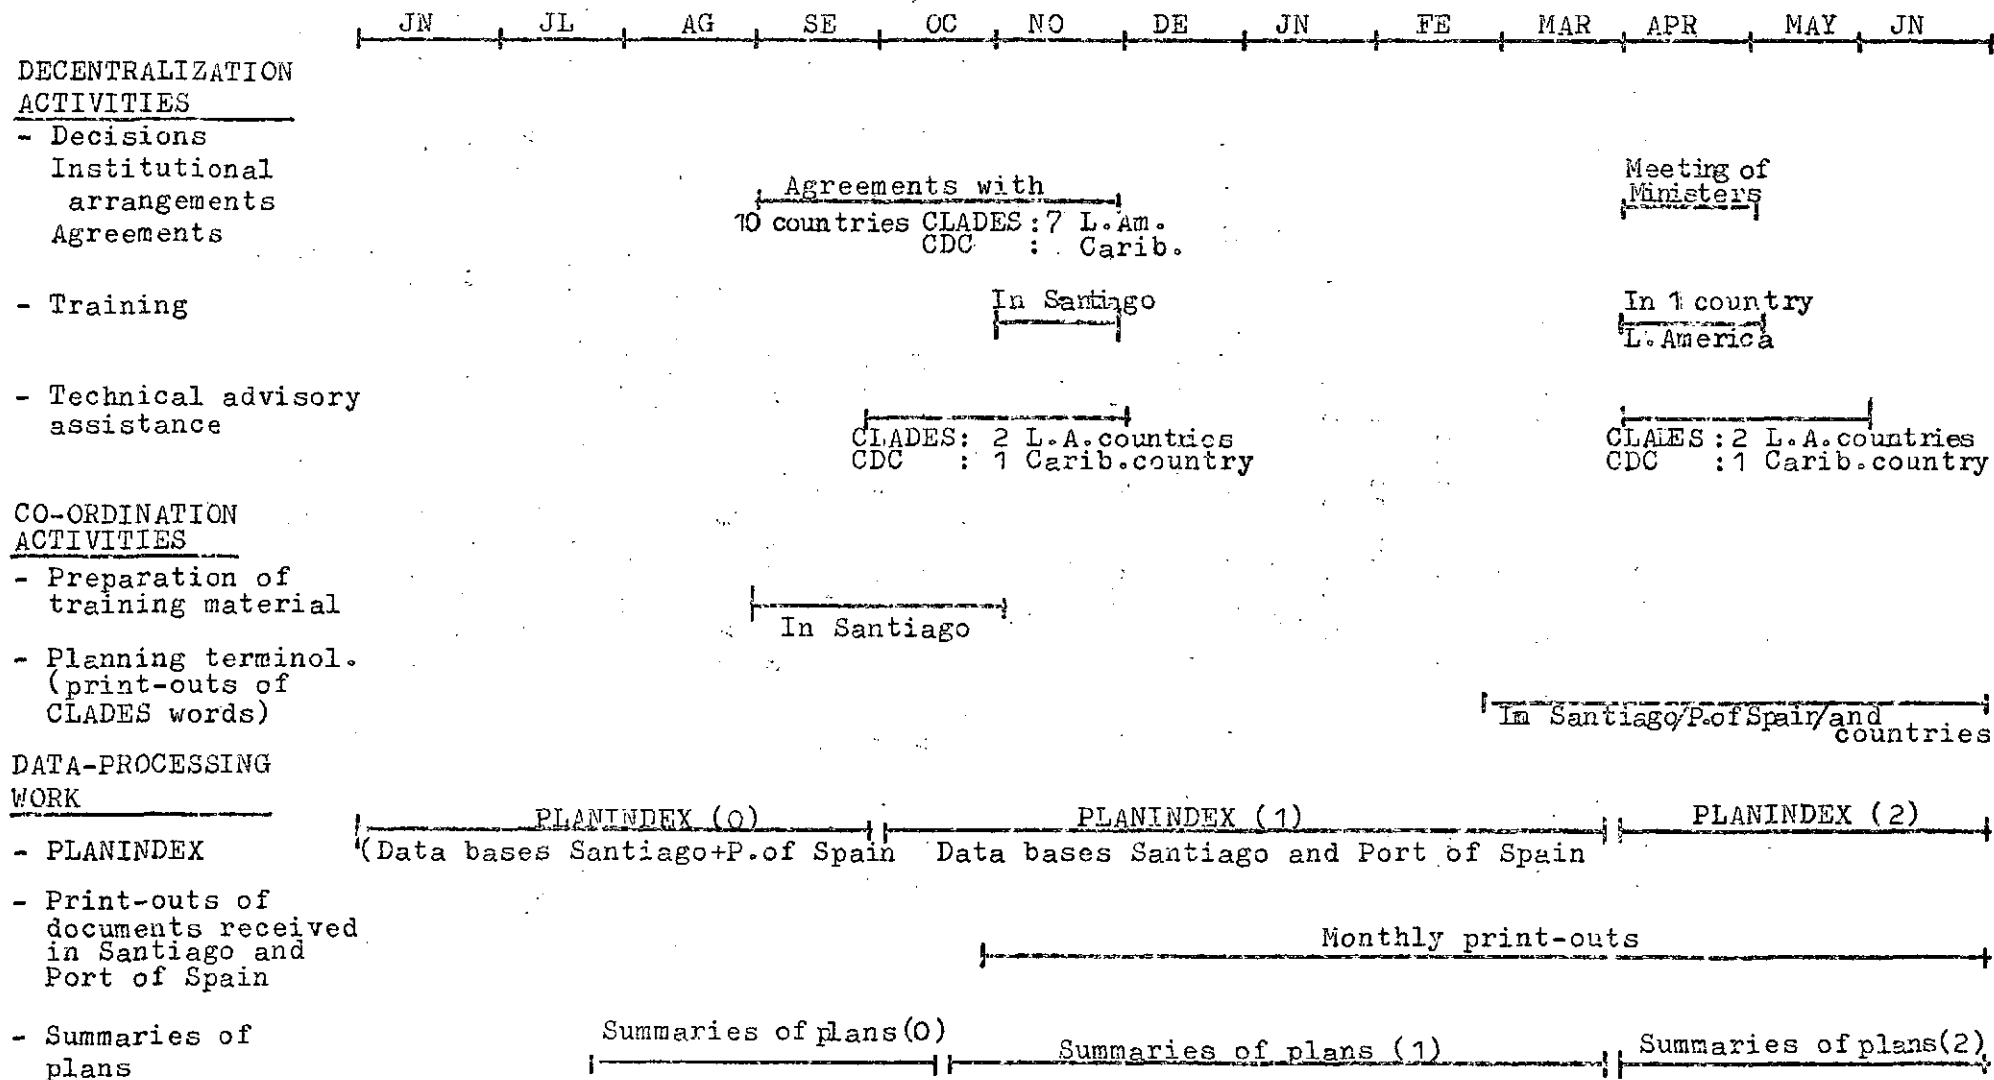 JN JL AG SE OC NO DE JN FE MAR APR MAY JN
DECENTRALIZATION
ACTIVITIES
- Decisions
Institutional
arrangements
Agreements
Agreements with
10 countries CLADES :7 L.Am.
CDC : Carib.
Meeting of
Ministers
- Training
In Santiago
In 1 country
L.America
- Technical advisory
assistance
CLADES: 2 L.A.countries
CDC : 1 Carib.country
CLADES :2 L.A.countries
CDC :1 Carib.country
CO-ORDINATION
ACTIVITIES
- Preparation of
training material
In Santiago
- Planning terminol.
(print-outs of
CLADES words)
In Santiago/P.of Spain/and
countries
DATA-PROCESSING
WORK
- PLANINDEX
PLANINDEX (0)
(Data bases Santiago+P.of Spain
PLANINDEX (1)
Data bases Santiago and Port of Spain
PLANINDEX (2)
- Print-outs of
documents received
in Santiago and
Port of Spain
Monthly print-outs
- Summaries of
plans
Summaries of plans(0)
Summaries of plans (1)
Summaries of plans(2)